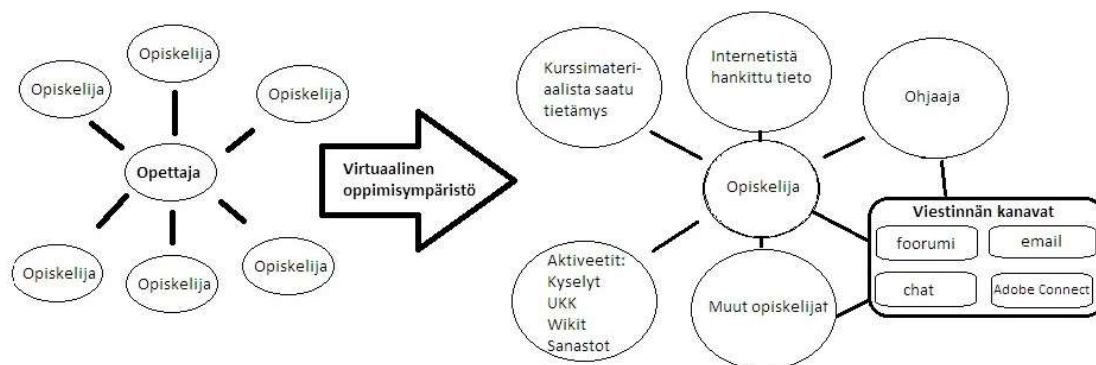 Opiskelija
Opiskelija
Opiskelija
Opettaja
Opiskelija
Opiskelija
Opiskelija
Virtuaalinen
oppimisympäristö
Kurssimateri-
aalista saatu
tietämys
Internetistä
hankittu tieto
Ohjaaja
Opiskelija
Aktiveetit:
Kyselyt
UKK
Wikit
Sanastot
Muut opiskelijat
Viestinnän kanavat
foorumi
email
chat
Adobe Connect